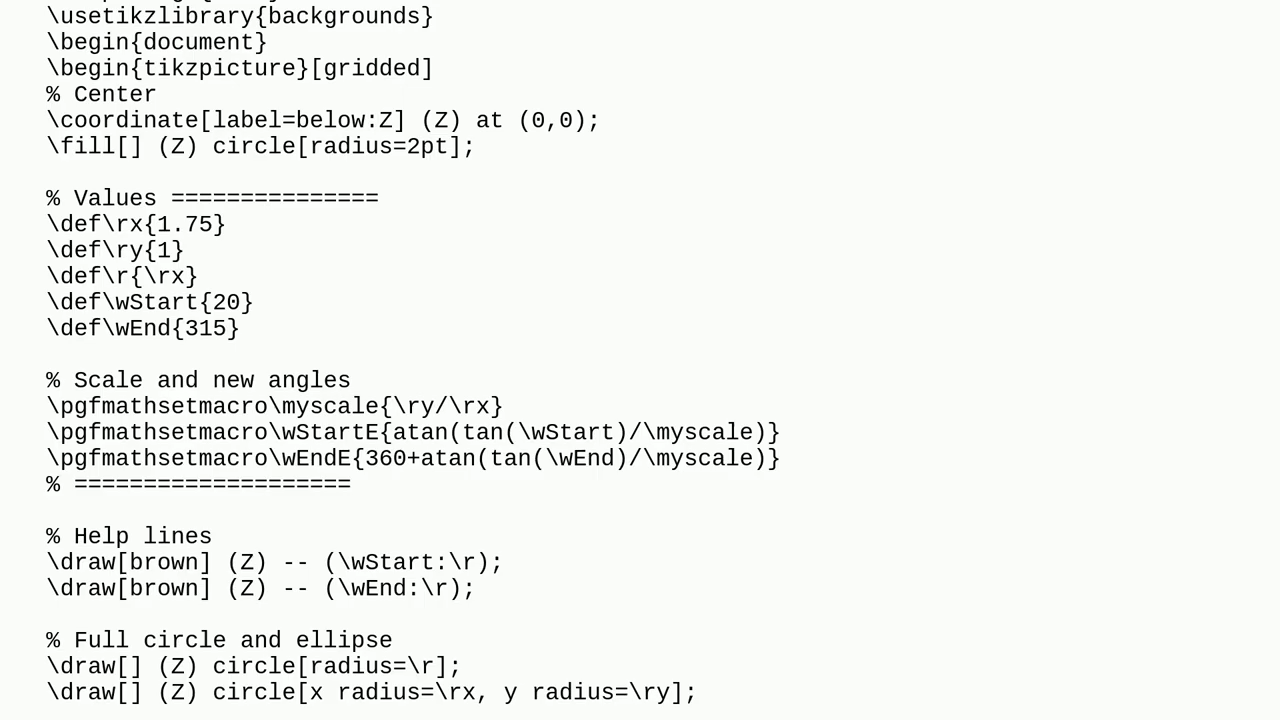 \usetikzlibrary{backgrounds}
\begin{document}
\begin{tikzpicture}[gridded]
% Center
\coordinate[label=below:Z] (Z) at (0,0);
\fill[] (Z) circle[radius=2pt];

% Values ===============
\def\rx{1.75}
\def\ry{1}
\def\r{\rx}
\def\wStart{20}
\def\wEnd{315}

% Scale and new angles
\pgfmathsetmacro\myscale{\ry/\rx}
\pgfmathsetmacro\wStartE{atan(tan(\wStart)/\myscale)}
\pgfmathsetmacro\wEndE{360+atan(tan(\wEnd)/\myscale)}
% ====================

% Help lines
\draw[brown] (Z) -- (\wStart:\r);
\draw[brown] (Z) -- (\wEnd:\r);

% Full circle and ellipse
\draw[] (Z) circle[radius=\r];
\draw[] (Z) circle[x radius=\rx, y radius=\ry];